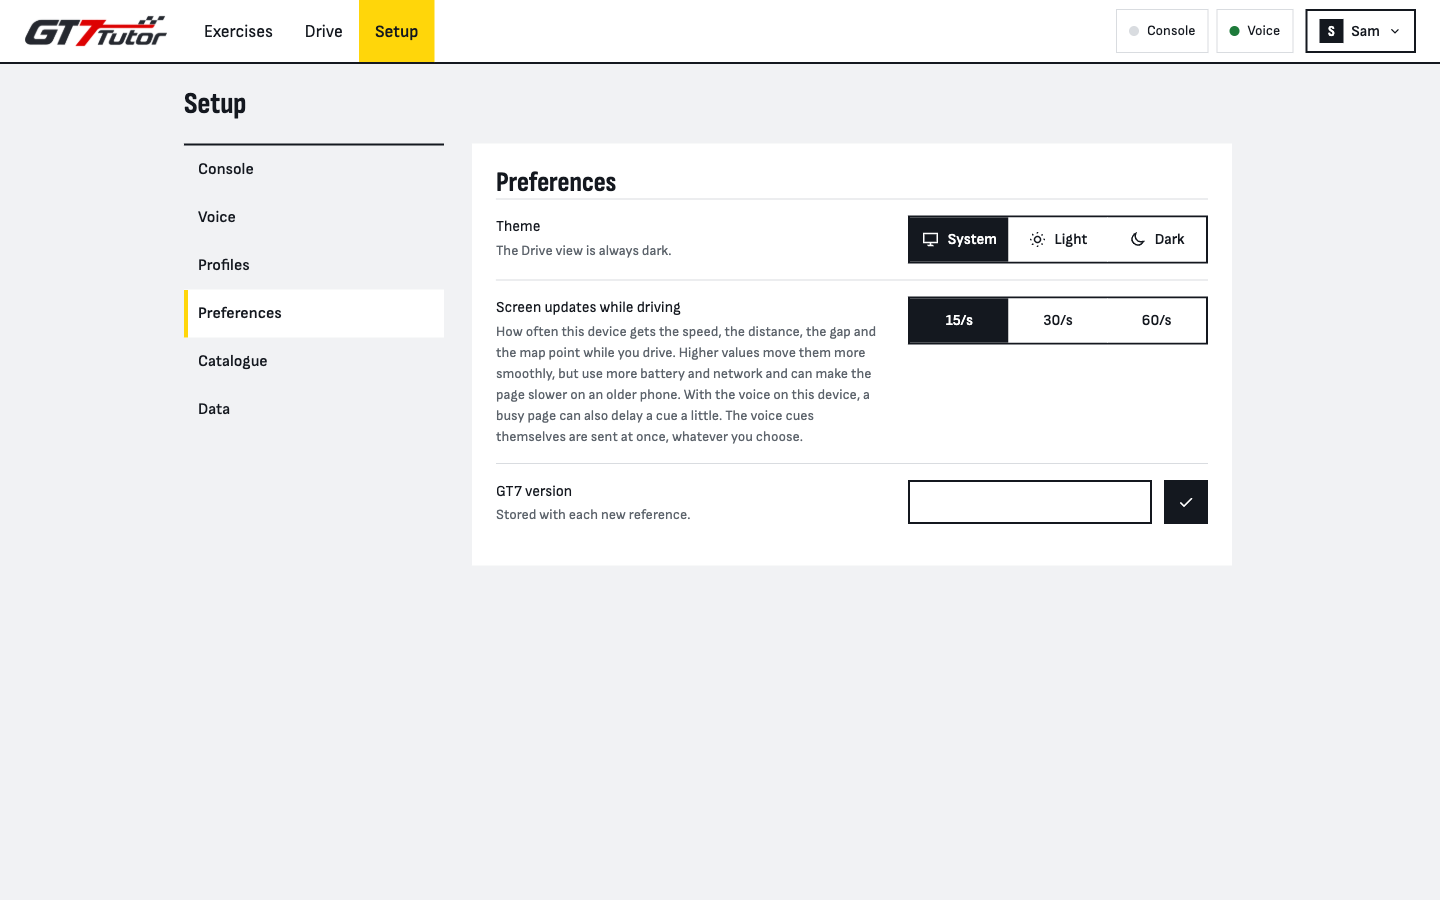 GT7Tutor
Exercises
Drive
Setup
Console
Voice
S
Sam
Setup
Console
Voice
Profiles
Preferences
Catalogue
Data
Preferences
Theme
The Drive view is always dark.
System
Light
Dark
Screen updates while driving
How often this device gets the speed, the distance, the gap and
the map point while you drive. Higher values move them more
smoothly, but use more battery and network and can make the
page slower on an older phone. With the voice on this device, a
busy page can also delay a cue a little. The voice cues
themselves are sent at once, whatever you choose.
15/s
30/s
60/s
GT7 version
Stored with each new reference.